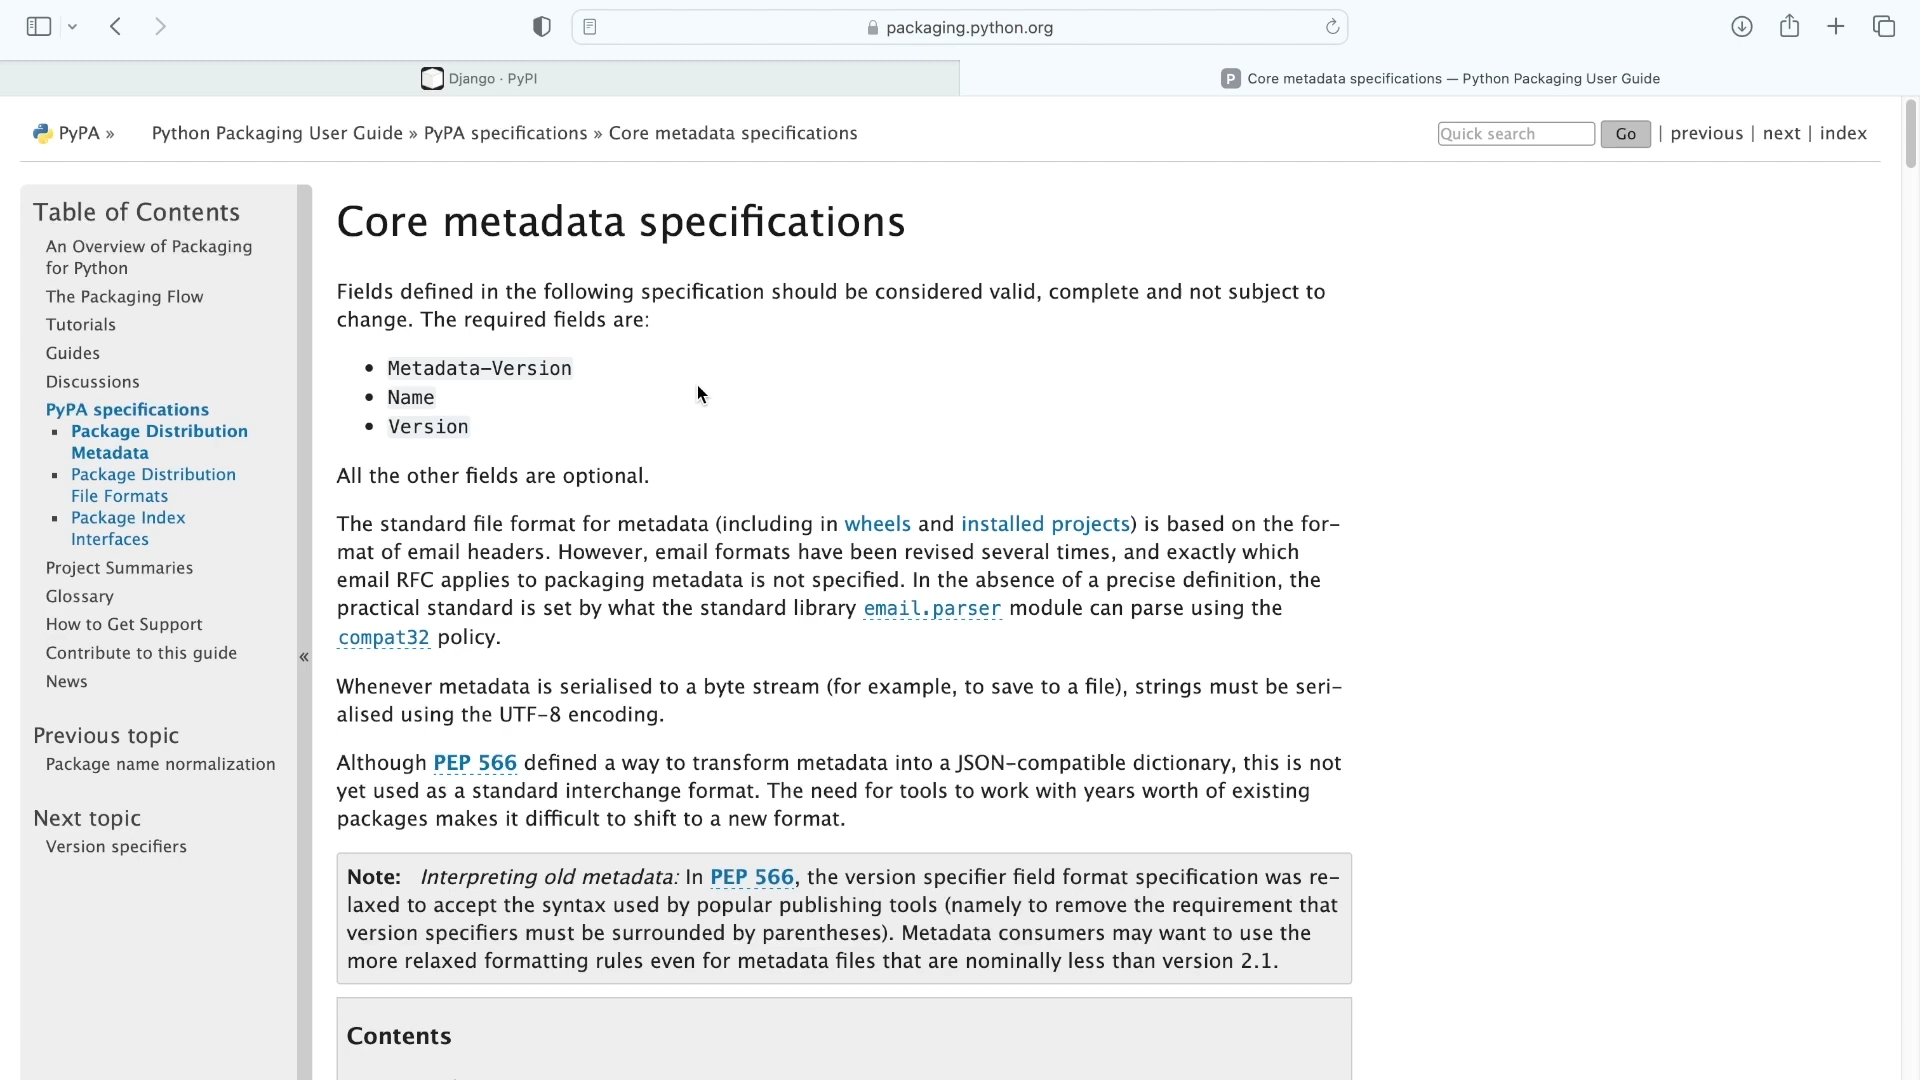 packaging.python.org
Django · PyPI
P Core metadata specifications — Python Packaging User Guide
PyPA » Python Packaging User Guide » PyPA specifications » Core metadata specifications
Quick search Go | previous | next | index
Table of Contents
An Overview of Packaging
for Python
The Packaging Flow
Tutorials
Guides
Discussions
PyPA specifications
Package Distribution
Metadata
Package Distribution
File Formats
Package Index
Interfaces
Project Summaries
Glossary
How to Get Support
Contribute to this guide
News
Previous topic
Package name normalization
Next topic
Version specifiers
«
Core metadata specifications
Fields defined in the following specification should be considered valid, complete and not subject to
change. The required fields are:
• Metadata-Version
• Name
• Version
All the other fields are optional.
The standard file format for metadata (including in wheels and installed projects) is based on the for-
mat of email headers. However, email formats have been revised several times, and exactly which
email RFC applies to packaging metadata is not specified. In the absence of a precise definition, the
practical standard is set by what the standard library email.parser module can parse using the
compat32 policy.
Whenever metadata is serialised to a byte stream (for example, to save to a file), strings must be seri-
alised using the UTF-8 encoding.
Although PEP 566 defined a way to transform metadata into a JSON-compatible dictionary, this is not
yet used as a standard interchange format. The need for tools to work with years worth of existing
packages makes it difficult to shift to a new format.
Note: Interpreting old metadata: In PEP 566, the version specifier field format specification was re-
laxed to accept the syntax used by popular publishing tools (namely to remove the requirement that
version specifiers must be surrounded by parentheses). Metadata consumers may want to use the
more relaxed formatting rules even for metadata files that are nominally less than version 2.1.
Contents